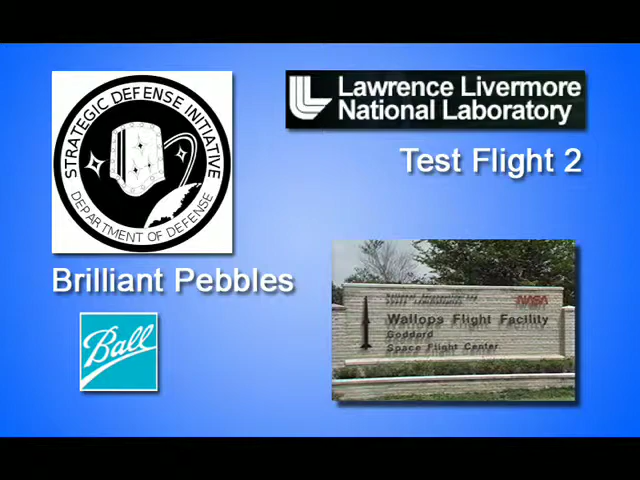 STRATEGIC DEFENSE INITIATIVE
DEPARTMENT OF DEFENSE
Lawrence Livermore
National Laboratory
Test Flight 2
Brilliant Pebbles
Ball
NASA
Wallops Flight Facility
Goddard
Space Flight Center